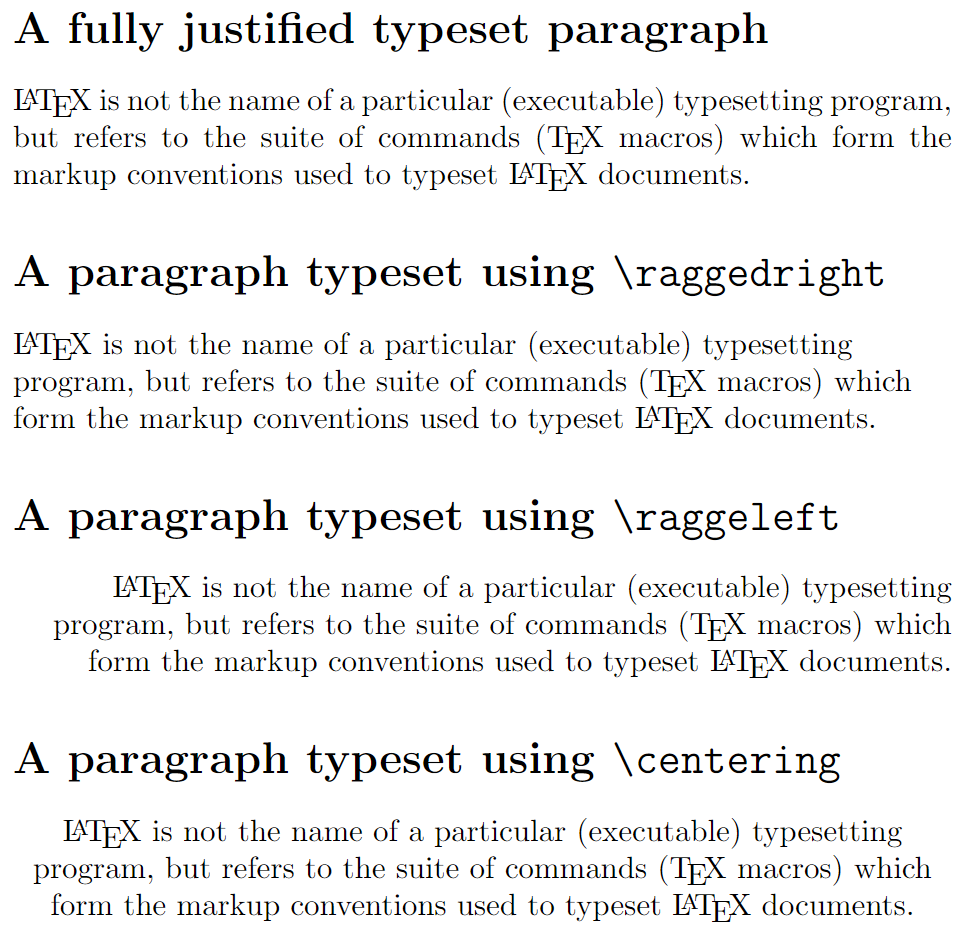 A fully justified typeset paragraph
LATEX is not the name of a particular (executable) typesetting program,
but refers to the suite of commands (TEX macros) which form the
markup conventions used to typeset LATEX documents.
A paragraph typeset using \raggedright
LATEX is not the name of a particular (executable) typesetting
program, but refers to the suite of commands (TEX macros) which
form the markup conventions used to typeset LATEX documents.
A paragraph typeset using \raggeleft
LATEX is not the name of a particular (executable) typesetting
program, but refers to the suite of commands (TEX macros) which
form the markup conventions used to typeset LATEX documents.
A paragraph typeset using \centering
LATEX is not the name of a particular (executable) typesetting
program, but refers to the suite of commands (TEX macros) which
form the markup conventions used to typeset LATEX documents.